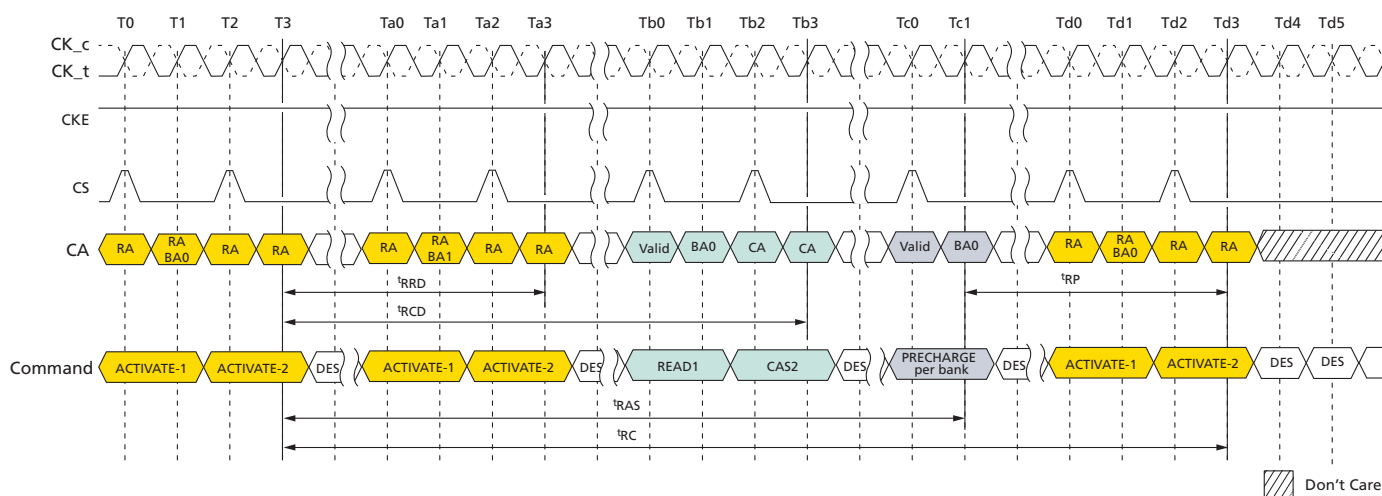 T0 T1 T2 T3 Ta0 Ta1 Ta2 Ta3 Tb0 Tb1 Tb2 Tb3 Tc0 Tc1 Td0 Td1 Td2 Td3 Td4 Td5
CK_c
CK_t
CKE
CS
CA RA RA BA0 RA RA RA RA BA1 RA RA Valid BA0 CA CA Valid BA0 RA RA BA0 RA RA
tRRD tRP
tRCD
Command ACTIVATE-1 ACTIVATE-2 DES ACTIVATE-1 ACTIVATE-2 DES READ1 CAS2 DES PRECHARGE per bank DES ACTIVATE-1 ACTIVATE-2 DES DES
tRAS
tRC
Don't Care